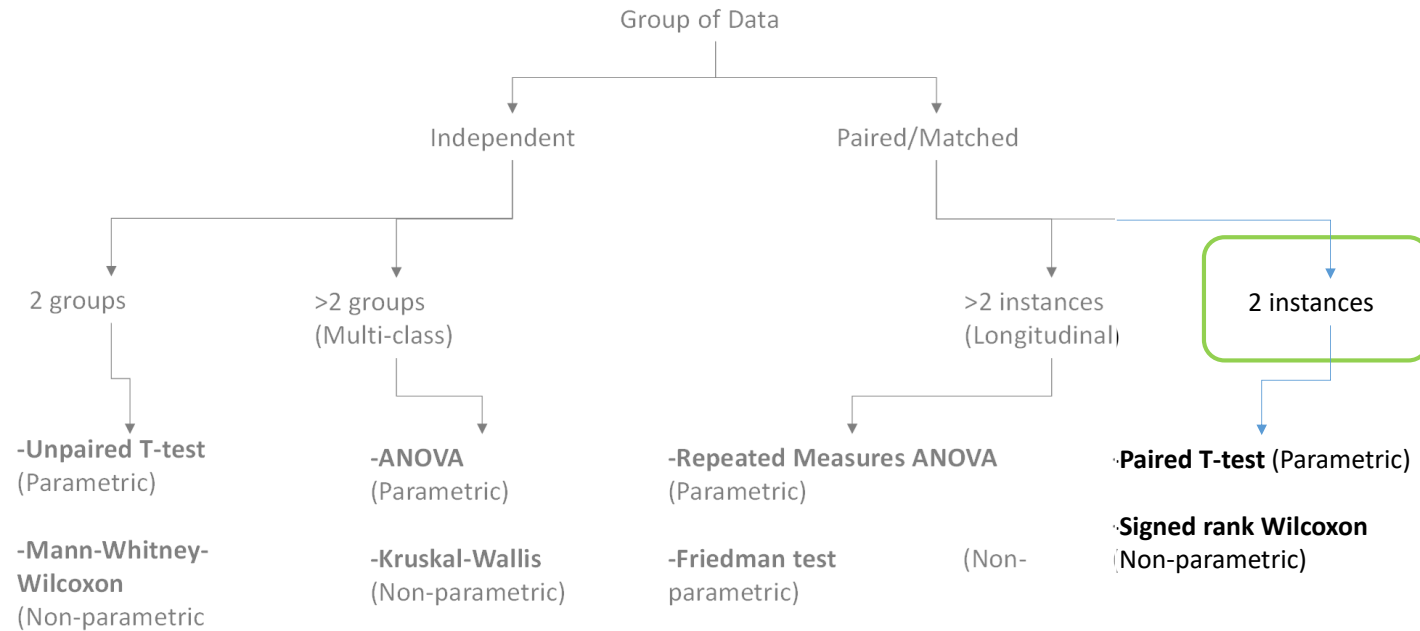 Group of Data
Independent
Paired/Matched
2 groups
>2 groups
(Multi-class)
>2 instances
(Longitudinal)
2 instances
-Unpaired T-test
(Parametric)
-Mann-Whitney-
Wilcoxon
(Non-parametric
-ANOVA
(Parametric)
-Kruskal-Wallis
(Non-parametric)
-Repeated Measures ANOVA
(Parametric)
-Friedman test (Non-
parametric)
-Paired T-test (Parametric)
-Signed rank Wilcoxon
(Non-parametric)